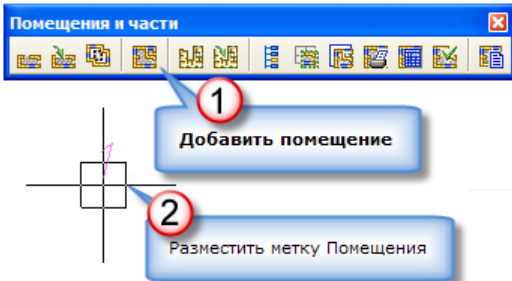 Помещения и части
1
Добавить помещение
2
Разместить метку Помещения